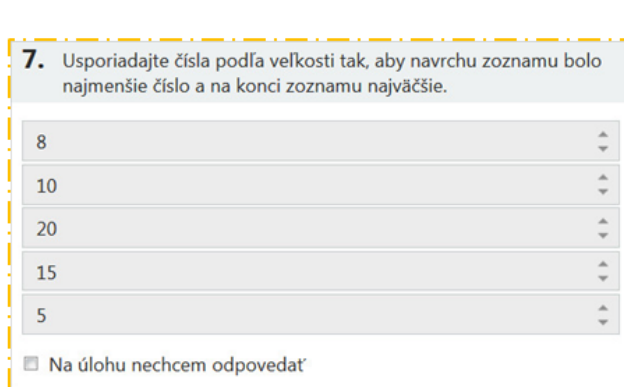 7. Usporiadajte čísla podľa veľkosti tak, aby navrchu zoznamu bolo
najmenšie číslo a na konci zoznamu najväčšie.
8
10
20
15
5
Na úlohu nechcem odpovedať